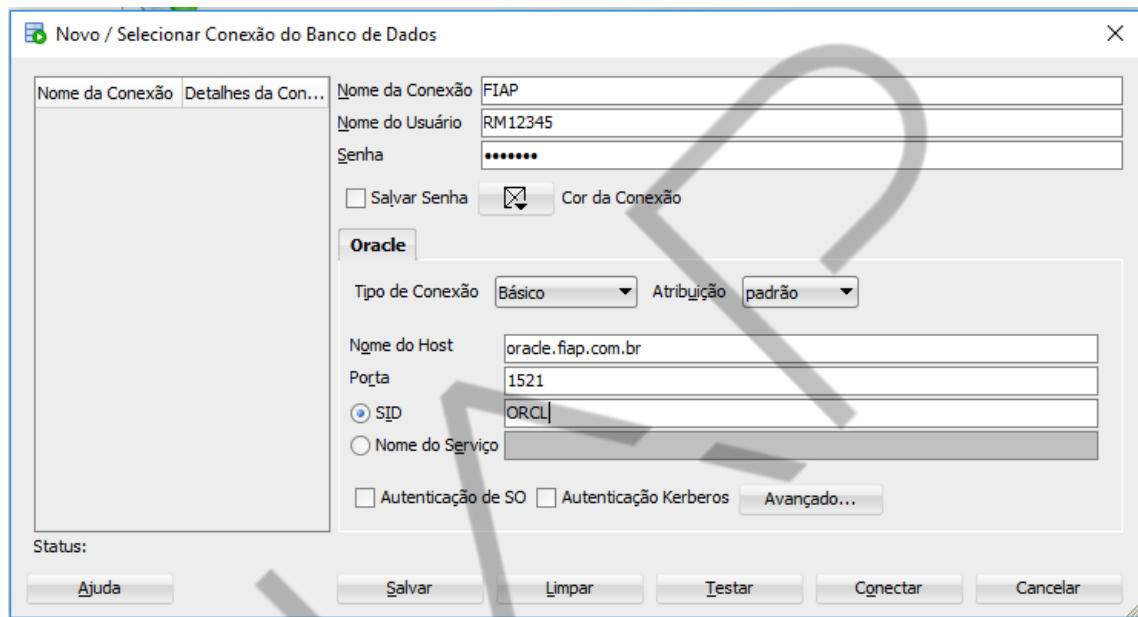 Novo / Selecionar Conexão do Banco de Dados
Nome da Conexão Detalhes da Con...
Nome da Conexão FIAP
Nome do Usuário RM12345
Senha •••••••
Salvar Senha Cor da Conexão
Oracle
Tipo de Conexão Básico Atribuição padrão
Nome do Host oracle.fiap.com.br
Porta 1521
SID ORCL
Nome do Serviço
Autenticação de SO Autenticação Kerberos Avançado...
Status:
Ajuda Salvar Limpar Testar Conectar Cancelar